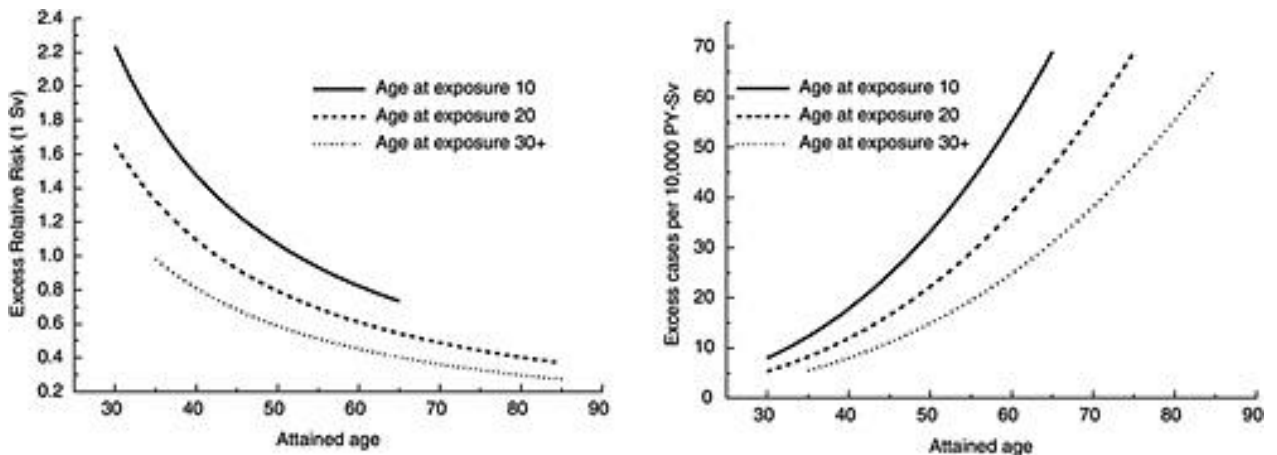 Excess Relative Risk (1 Sv)
2.4
2.2
2.0
1.8
1.6
1.4
1.2
1.0
0.8
0.6
0.4
0.2
Age at exposure 10
Age at exposure 20
Age at exposure 30+
30 40 50 60 70 80 90
Attained age
Excess cases per 10,000 PY-Sv
70
60
50
40
30
20
10
0
Age at exposure 10
Age at exposure 20
Age at exposure 30+
30 40 50 60 70 80 90
Attained age